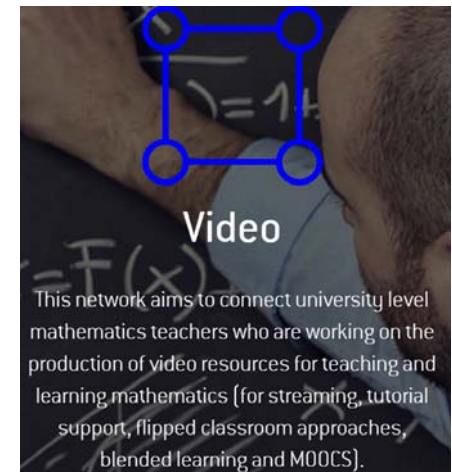 )=1+
Video
=F(x)
This network aims to connect university level
mathematics teachers who are working on the
production of video resources for teaching and
learning mathematics (for streaming, tutorial
support, flipped classroom approaches,
blended learning and MOOCS).